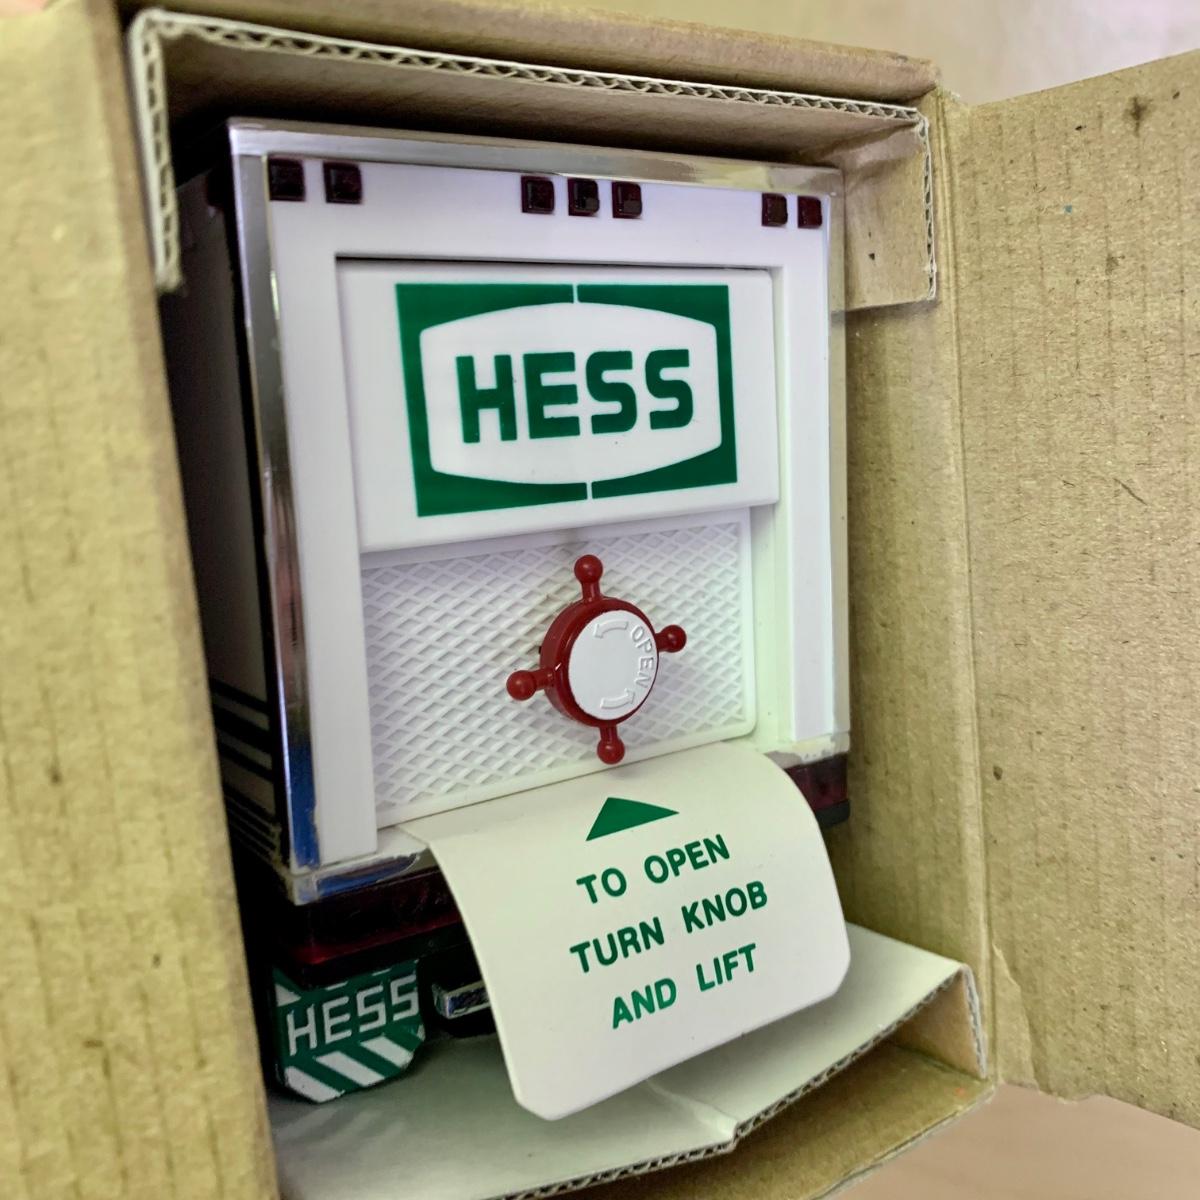 HESS
OPEN
TO OPEN
TURN KNOB
AND LIFT
HESS